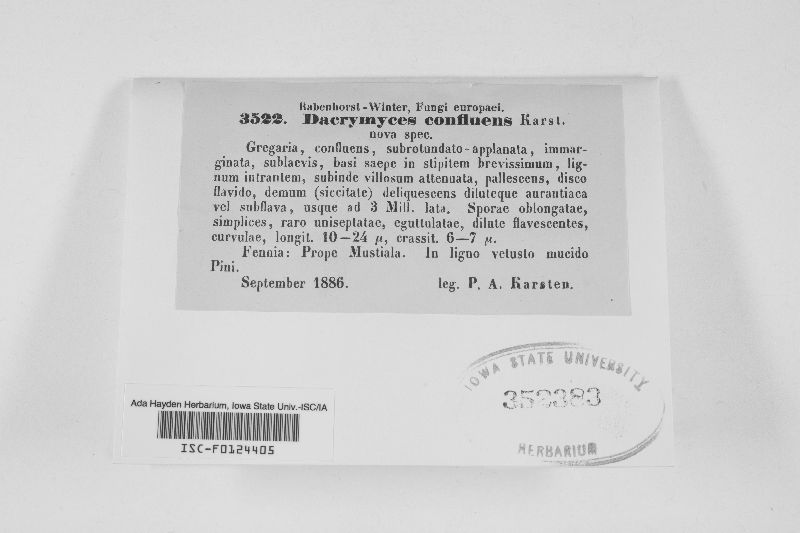 Rabenhorst-Winter, Fungi europaei.
3522. Dacrymyces confluens Karst.
nova spec.
Gregaria, confluens, subrotundato-applanata, immar-
ginata, sublaevis, basi saepe in stipitem brevissimum, lig-
num intrantem, subinde villosum attenuata, pallescens, disco
flavido, demum (siccitate) deliquescens diluteque aurantiaca
vel subflava, usque ad 3 Mill. lata. Sporae oblongatae,
simplices, raro uniseptatae, eguttulatae, dilute flavescentes,
curvulae, longit. 10—24 µ, crassit. 6—7 µ.
Fennia: Prope Mustiala. In ligno vetusto mucido
Pini.
September 1886. leg. P. A. Karsten.
IOWA STATE UNIVERSITY
352383
HERBARIUM
Ada Hayden Herbarium, Iowa State Univ.-ISC/IA
ISC-F0124405